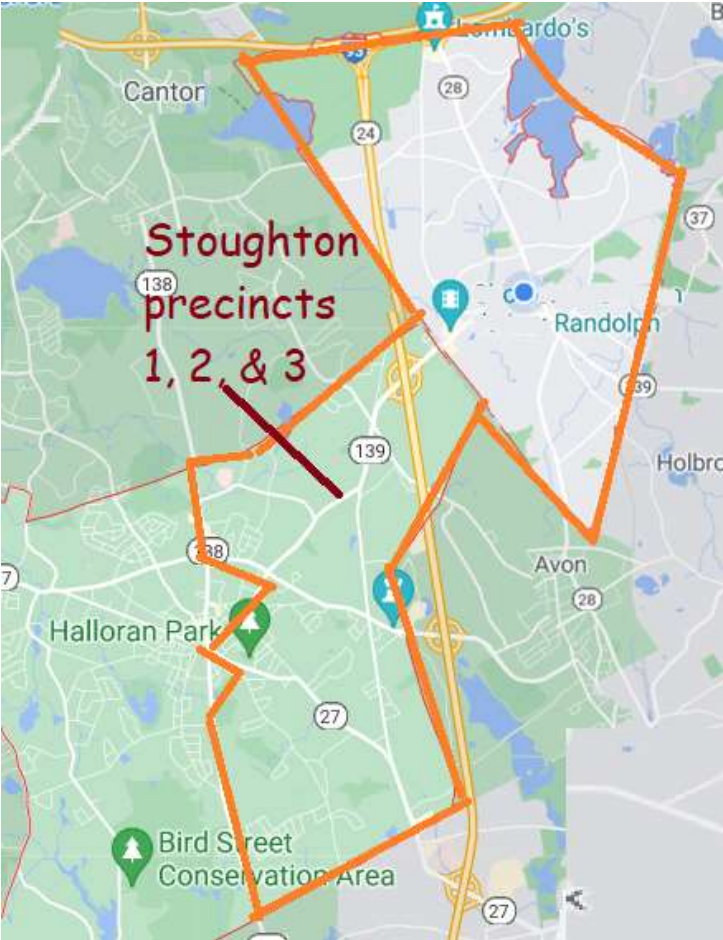 Lombardo's
Canton
28
24
37
Stoughton
138
precincts
Randolph
1, 2, & 3
139
139
Holbro
138
Avon
28
7
Halloran Park
27
Bird Street
Conservation Area
27